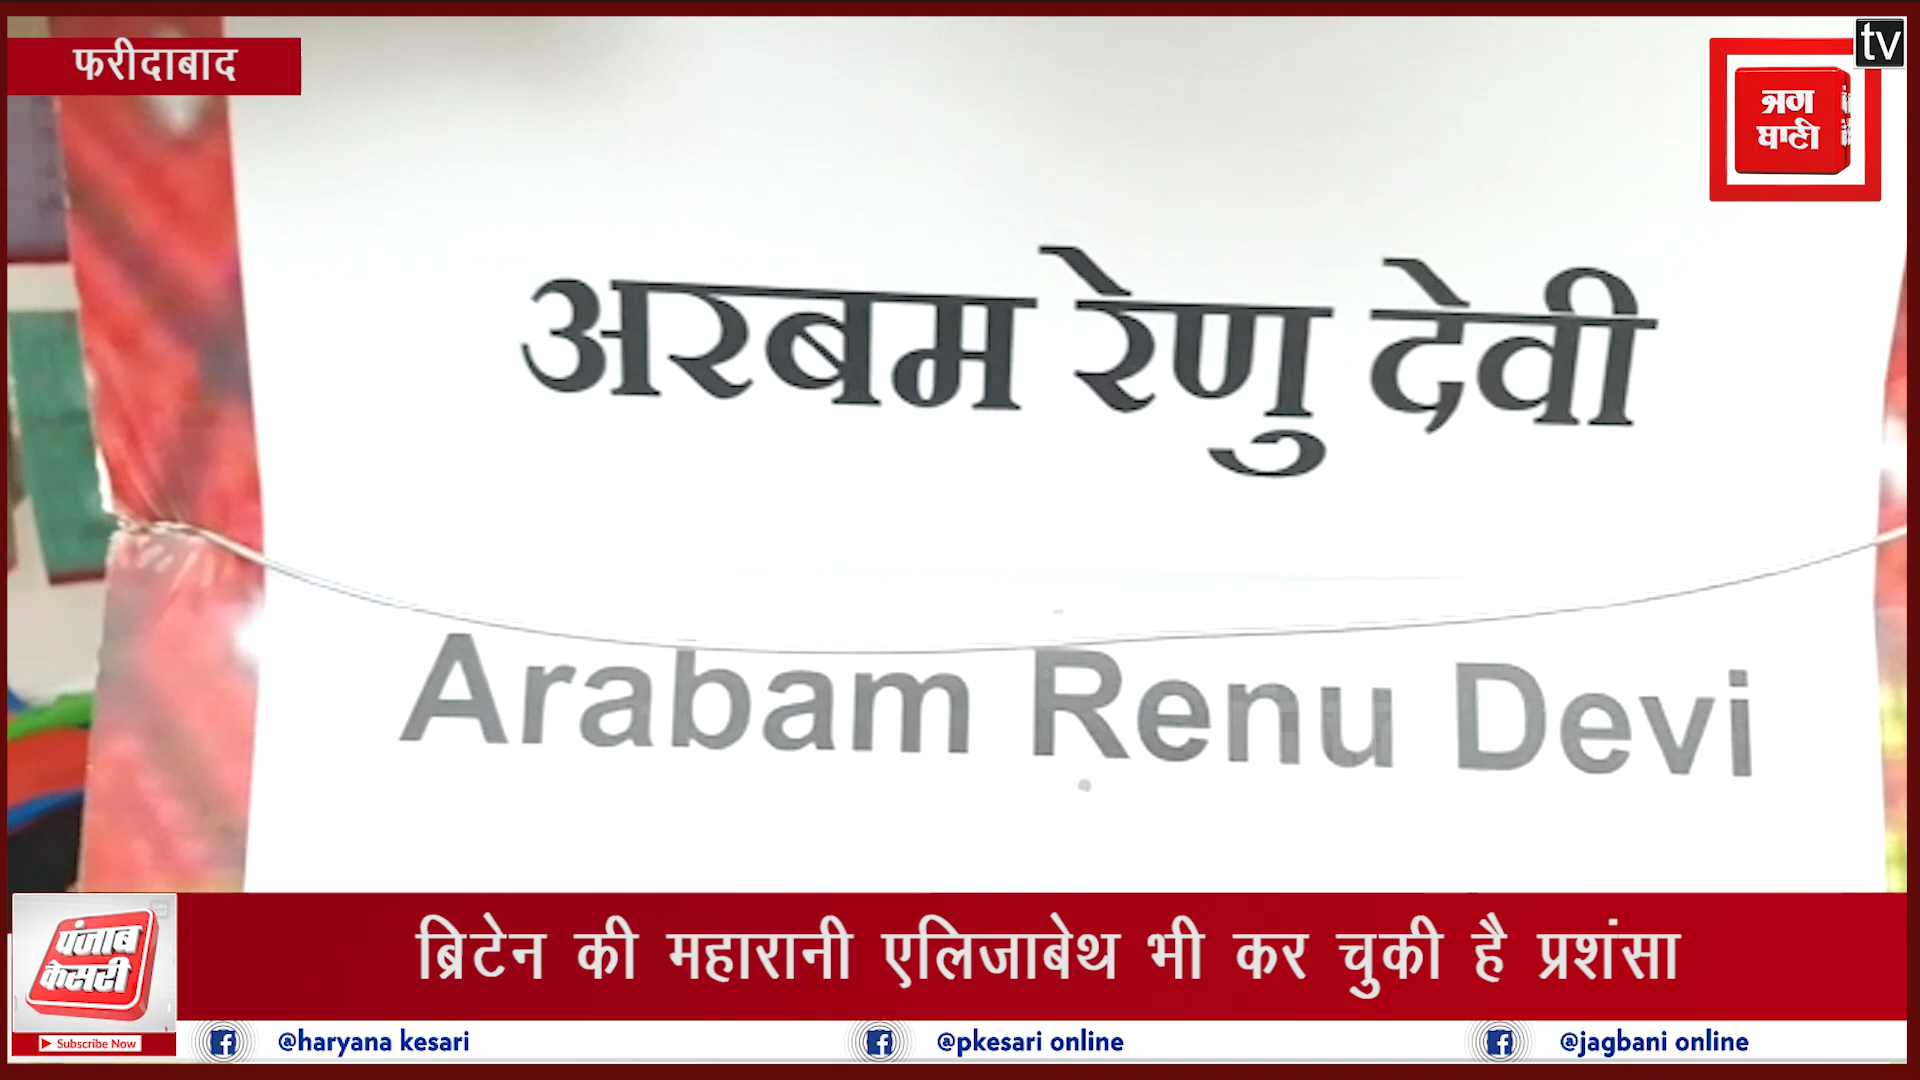 फरीदाबाद
tv
जग
बाणी
अरबम रेणु देवी
Arabam Renu Devi
पंजाब
केसरी
ब्रिटेन की महारानी एलिजाबेथ भी कर चुकी है प्रशंसा
Subscribe Now
@haryana kesari
@pkesari online
@jagbani online